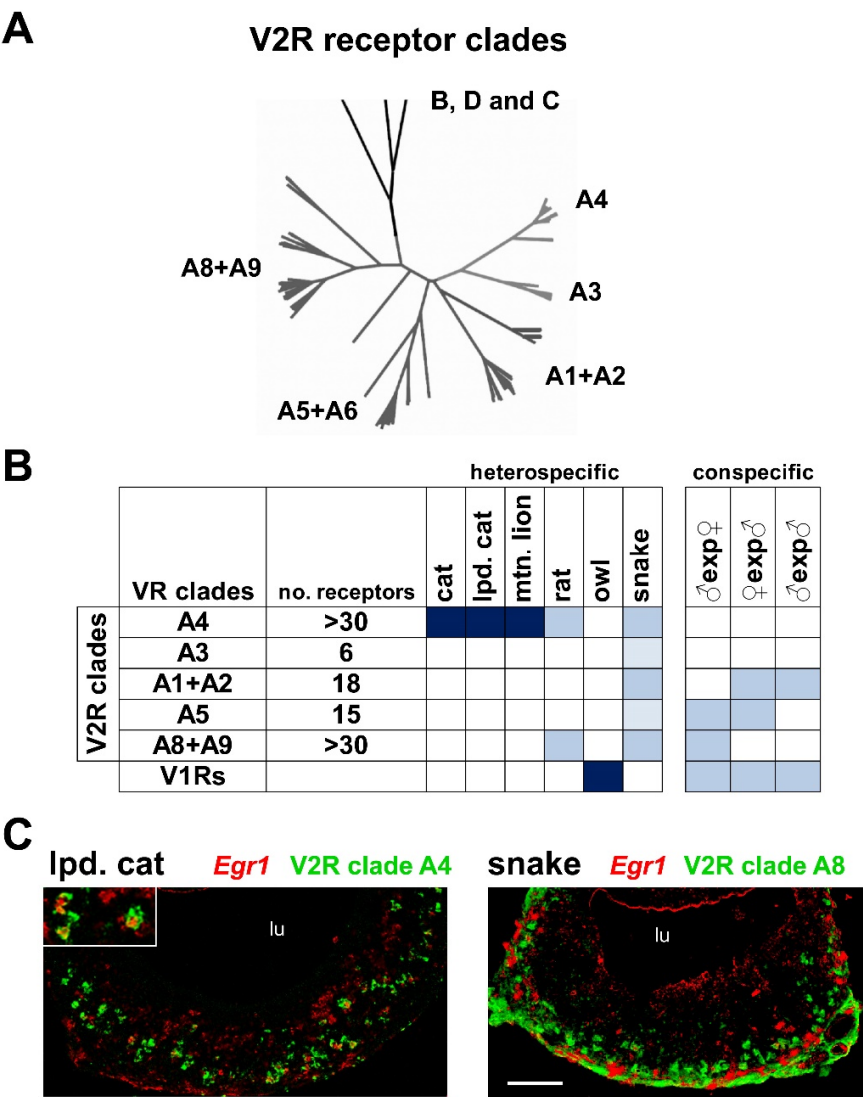 A
V2R receptor clades
B, D and C
A4
A8+A9
A3
A1+A2
A5+A6
B
heterospecific conspecific
VR clades no. receptors cat lpd. cat mtn. lion rat owl snake ♂exp♀ ♀exp♂ ♂exp♂
V2R clades
A4 >30
A3 6
A1+A2 18
A5 15
A8+A9 >30
V1Rs
C
lpd. cat Egr1 V2R clade A4 snake Egr1 V2R clade A8
lu lu